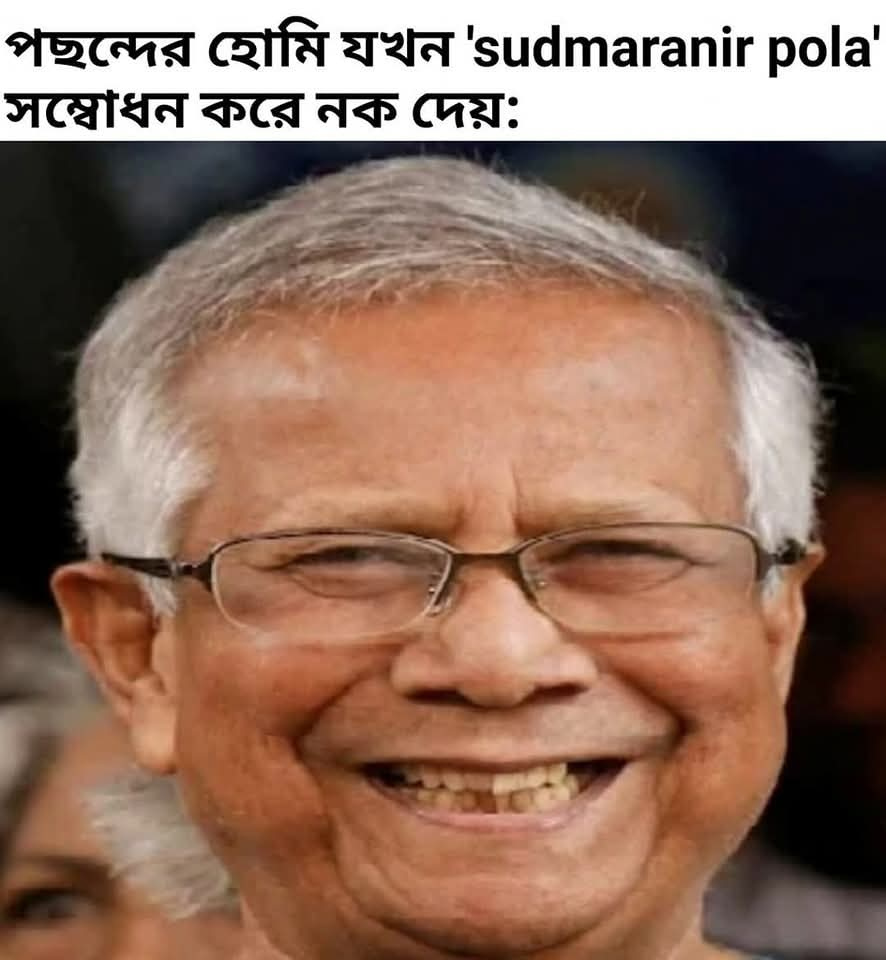 পছন্দের হোমি যখন 'sudmaranir pola'
সম্বোধন করে নক দেয়: